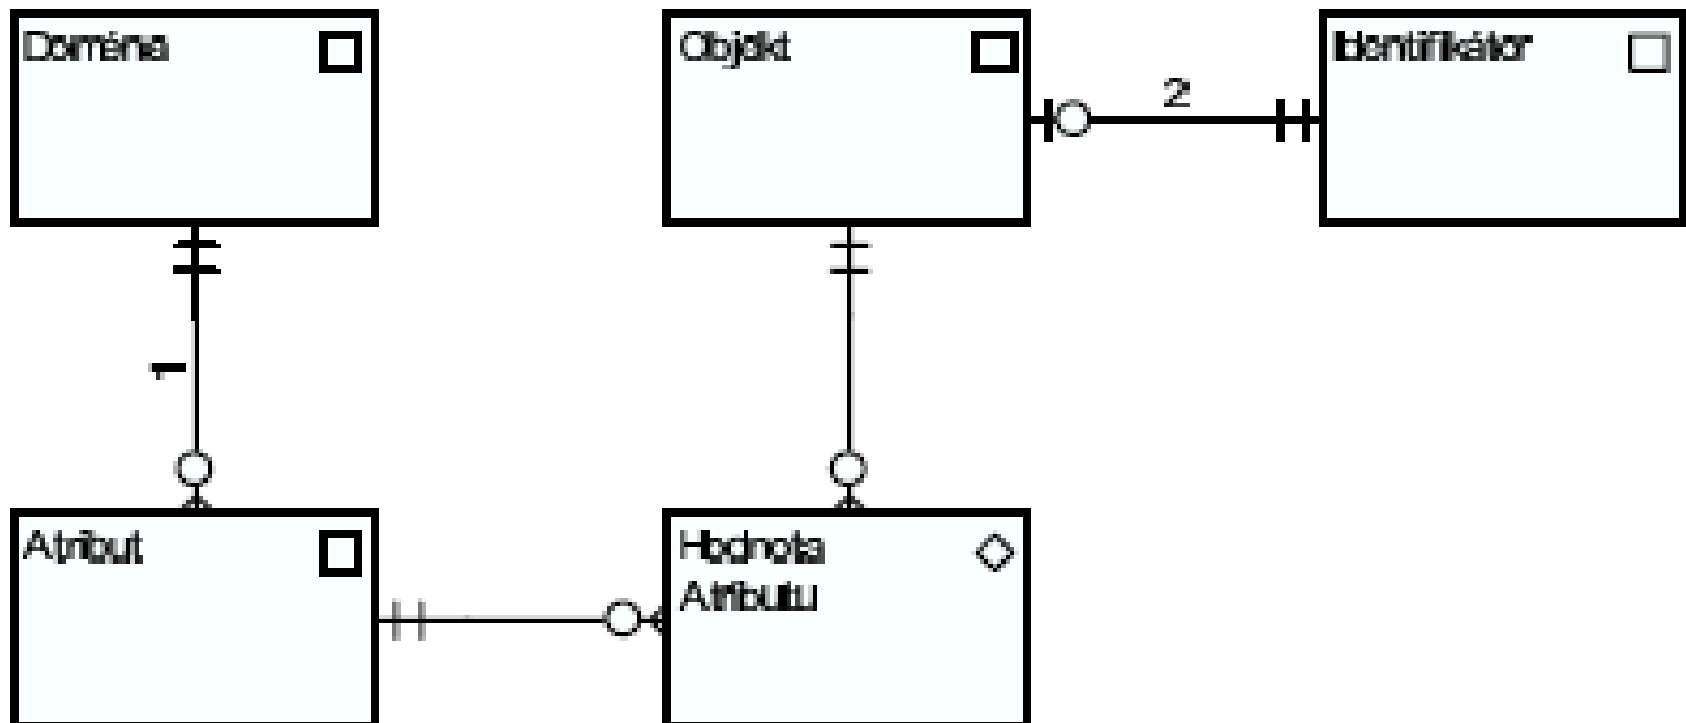 Doména
Objekt
Identifikátor
2
1
Atribut
Hodnota
Atributu